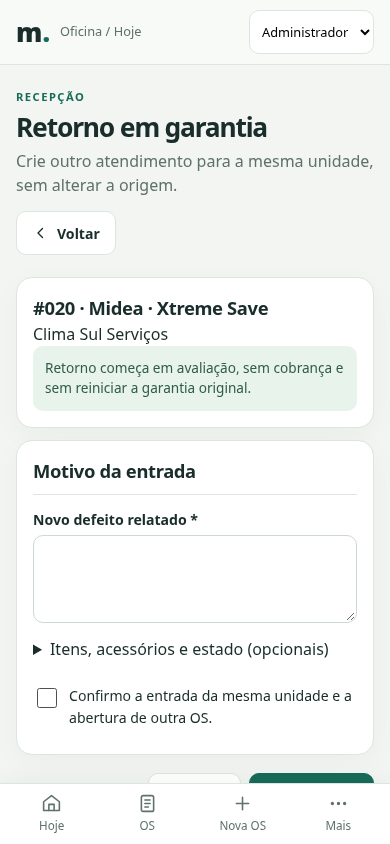 m. Oficina / Hoje Administrador
RECEPÇÃO
Retorno em garantia
Crie outro atendimento para a mesma unidade,
sem alterar a origem.
Voltar
#020 · Midea · Xtreme Save
Clima Sul Serviços
Retorno começa em avaliação, sem cobrança e
sem reiniciar a garantia original.
Motivo da entrada
Novo defeito relatado *
Itens, acessórios e estado (opcionais)
Confirmo a entrada da mesma unidade e a
abertura de outra OS.
Hoje OS Nova OS Mais